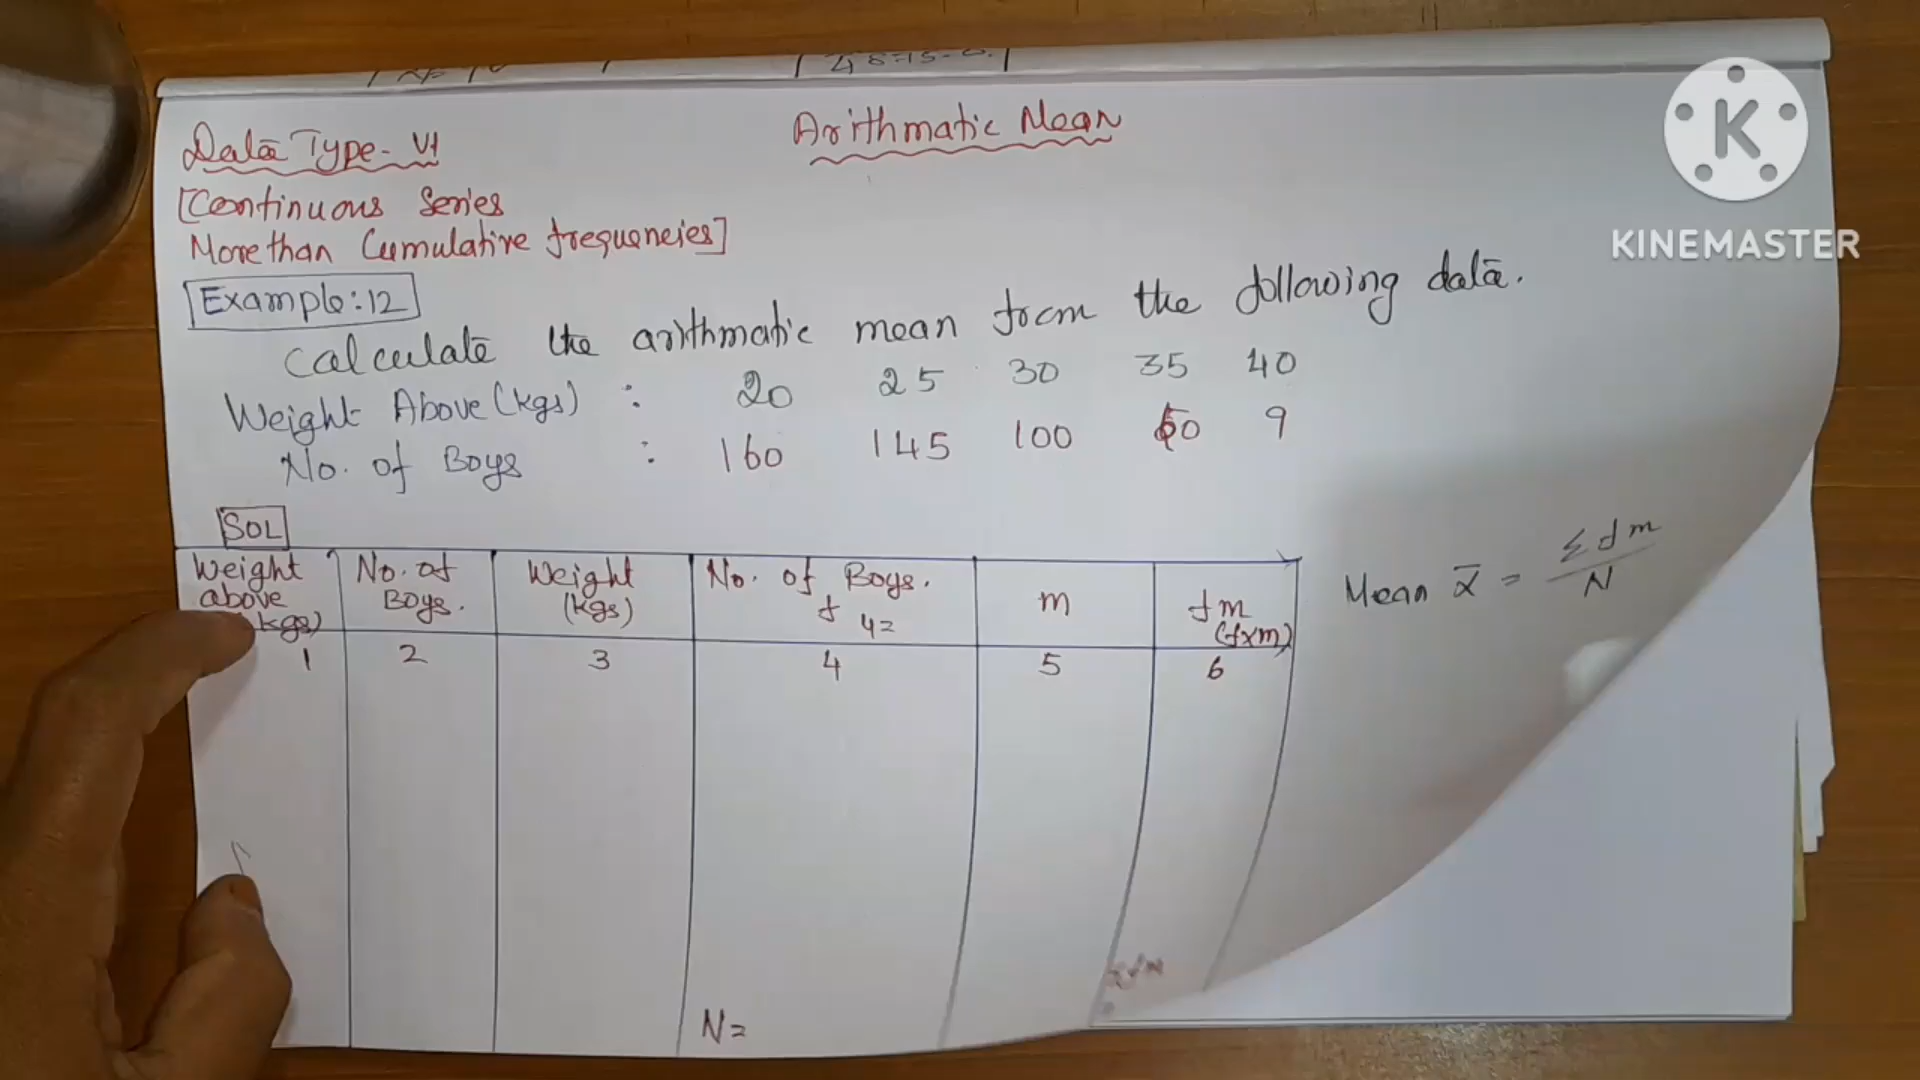 Arithmatic Mean
Data Type - VI
[Continuous Series
More than Cumulative frequencies]
Example: 12
Calculate the arithmatic mean from the following data.
Weight Above (kgs) : 20 25 30 35 40
No. of Boys : 160 145 100 60 9
SOL
Weight above (kgs) No. of Boys. Weight (kgs) No. of Boys. f 4= m fm (f×m)
1 2 3 4 5 6
Mean x̄ = Σfm / N
N=
K
KINEMASTER